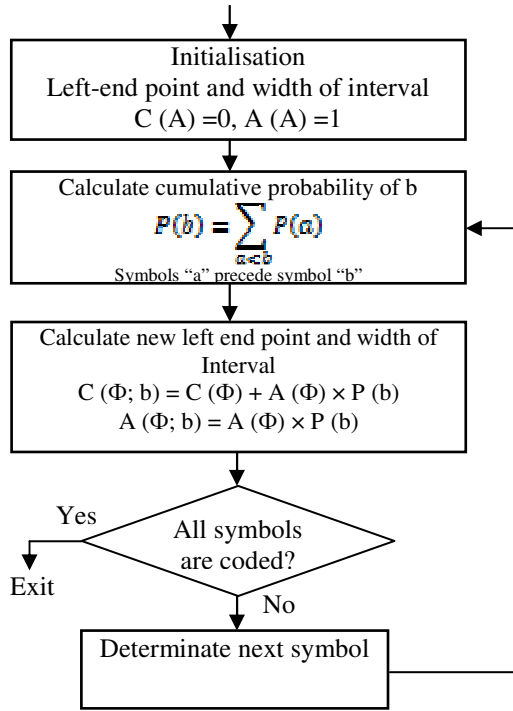 Initialisation
Left-end point and width of interval
C (A) =0, A (A) =1
Calculate cumulative probability of b
P(b) = ∑ P(a)
a<b
Symbols “a” precede symbol “b”
Calculate new left end point and width of
Interval
C (Φ; b) = C (Φ) + A (Φ) × P (b)
A (Φ; b) = A (Φ) × P (b)
Yes
All symbols
are coded?
Exit
No
Determinate next symbol